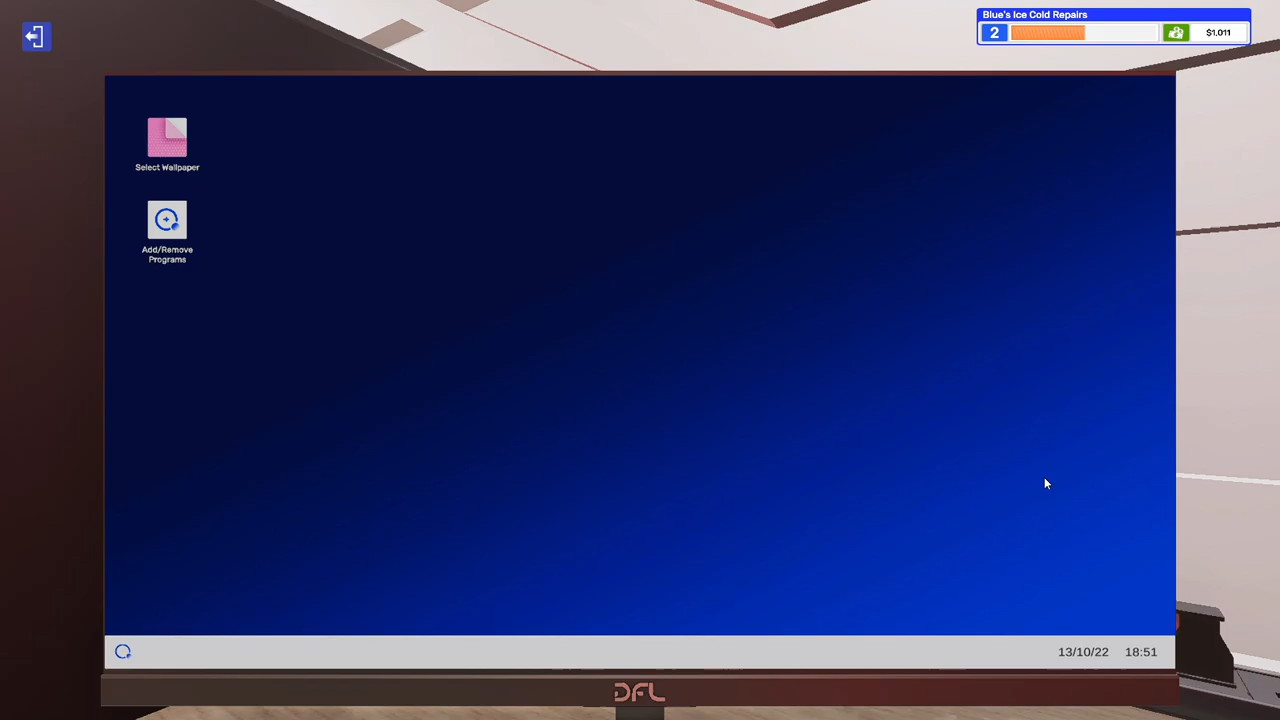 Blue's Ice Cold Repairs
2
$1,011
Select Wallpaper
Add/Remove
Programs
13/10/22 18:51
DFL